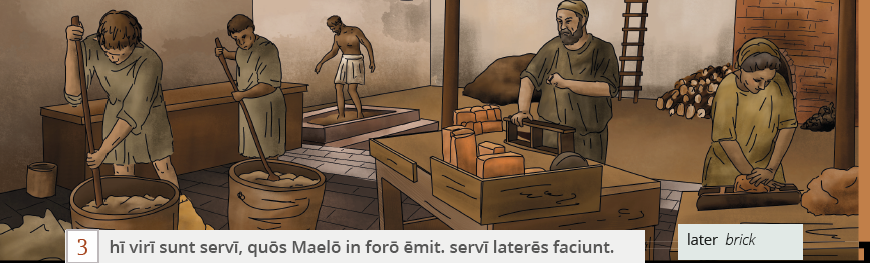 3 hī virī sunt servī, quōs Maelō in forō ēmit. servī laterēs faciunt.
later brick